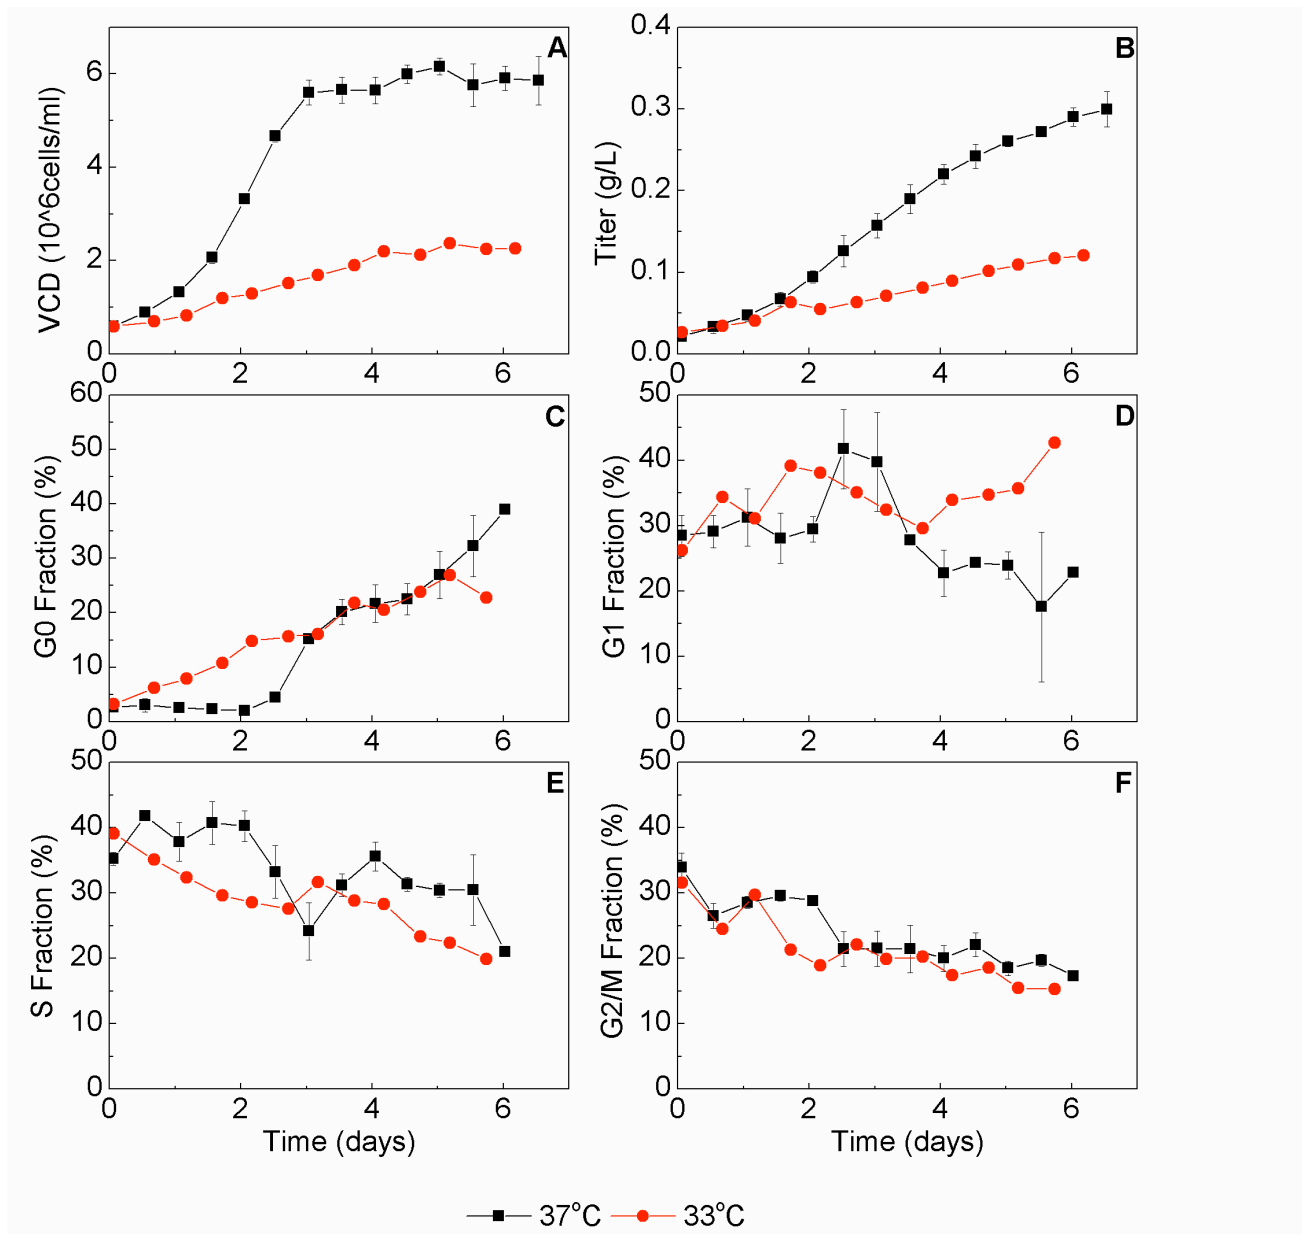 A
VCD (10^6cells/ml)
6
4
2
0
0 2 4 6
B
Titer (g/L)
0.4
0.3
0.2
0.1
0.0
0 2 4 6
C
G0 Fraction (%)
60
50
40
30
20
10
0
0 2 4 6
D
G1 Fraction (%)
50
40
30
20
10
0
0 2 4 6
E
S Fraction (%)
50
40
30
20
10
0
0 2 4 6
Time (days)
F
G2/M Fraction (%)
50
40
30
20
10
0
0 2 4 6
Time (days)
37°C 33°C